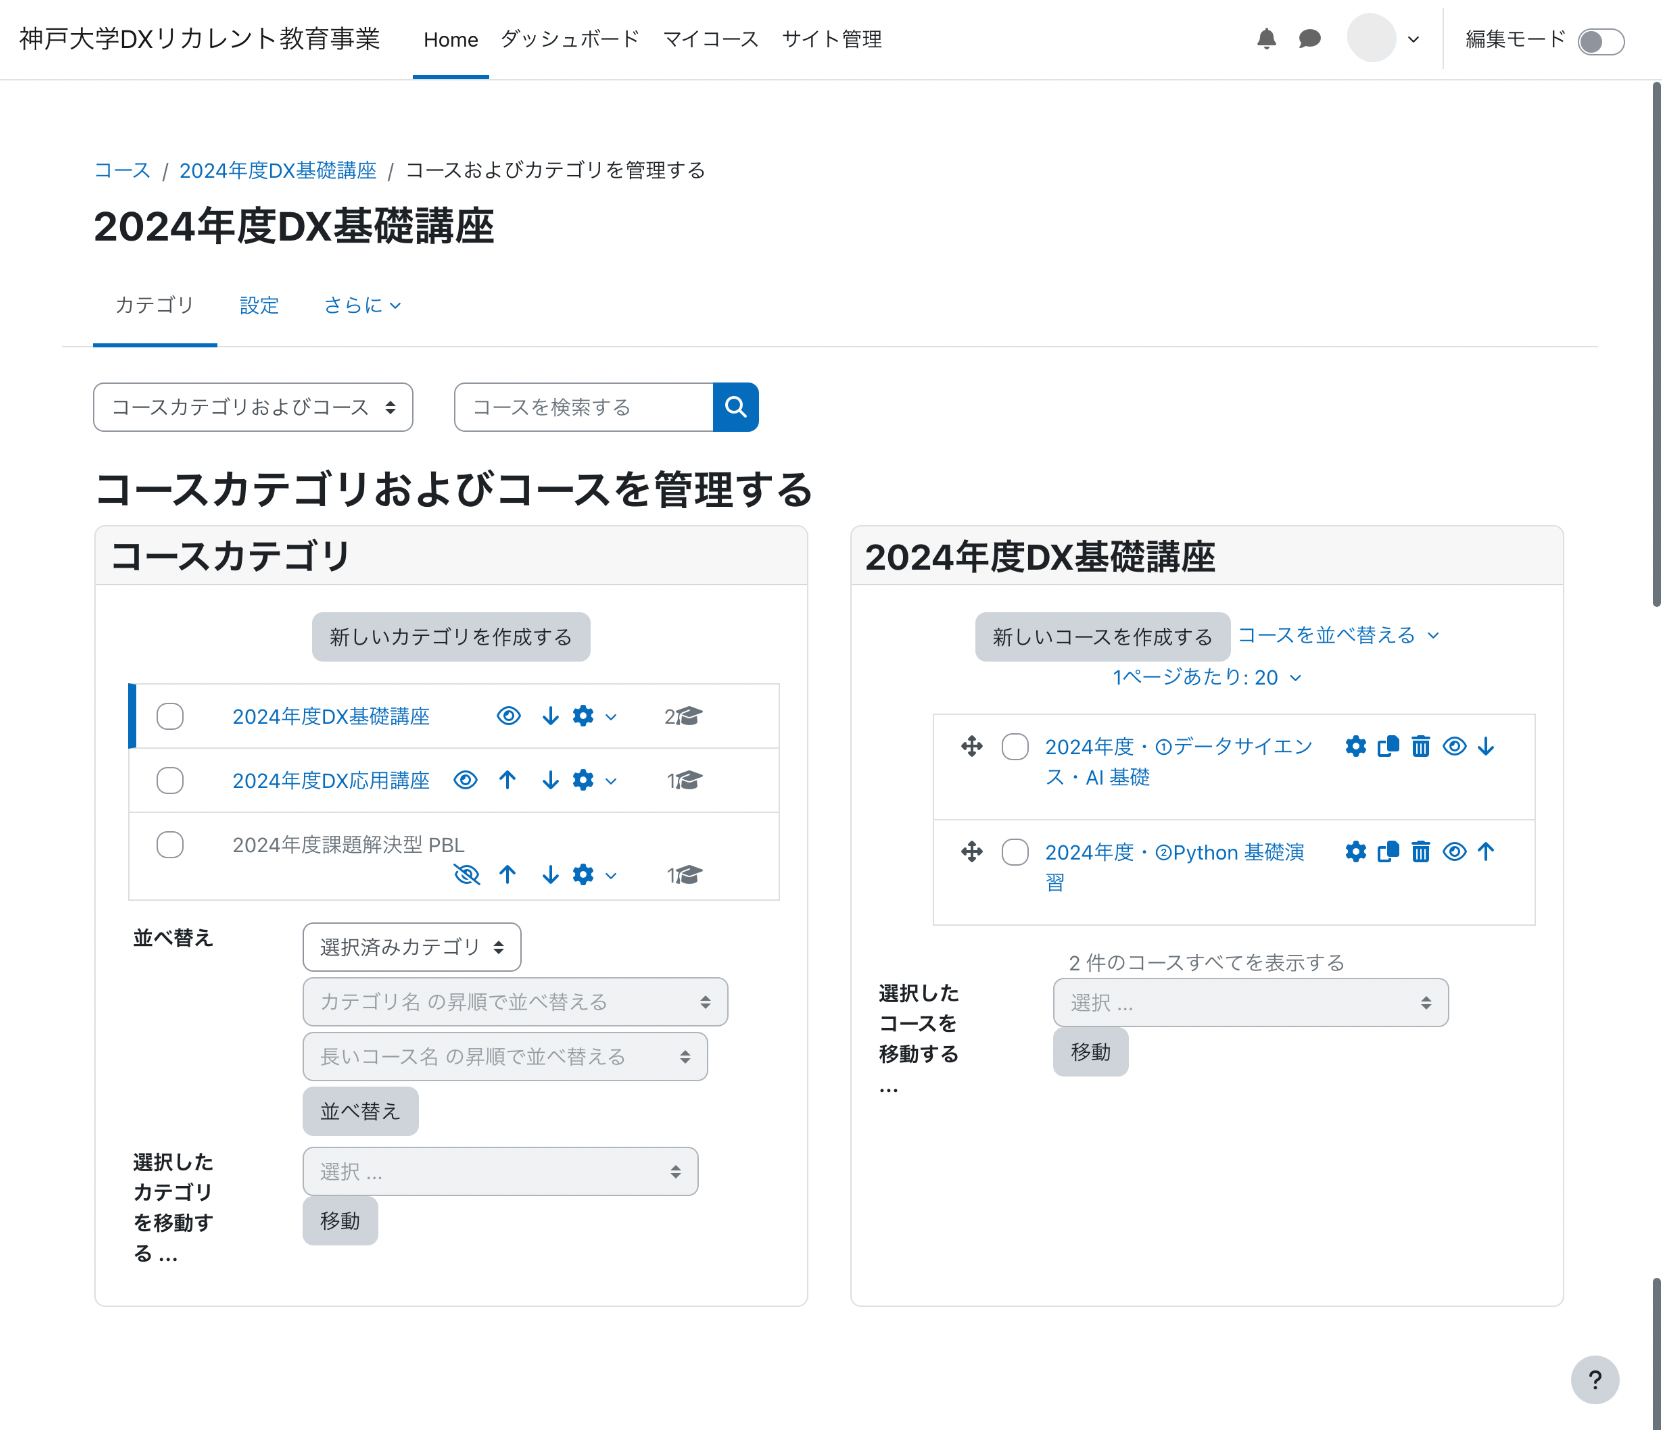 神戸大学DXリカレント教育事業 Home ダッシュボード マイコース サイト管理 編集モード
コース / 2024年度DX基礎講座 / コースおよびカテゴリを管理する
2024年度DX基礎講座
カテゴリ 設定 さらに
コースカテゴリおよびコース コースを検索する
コースカテゴリおよびコースを管理する
コースカテゴリ
新しいカテゴリを作成する
2024年度DX基礎講座 2
2024年度DX応用講座 1
2024年度課題解決型 PBL
1
並べ替え 選択済みカテゴリ
カテゴリ名 の昇順で並べ替える
長いコース名 の昇順で並べ替える
並べ替え
選択した
カテゴリ
を移動す
る ...
選択 ...
移動
2024年度DX基礎講座
新しいコースを作成する コースを並べ替える
1ページあたり: 20
2024年度・①データサイエン
ス・AI 基礎
2024年度・②Python 基礎演
習
2 件のコースすべてを表示する
選択した
コースを
移動する
...
選択 ...
移動
?